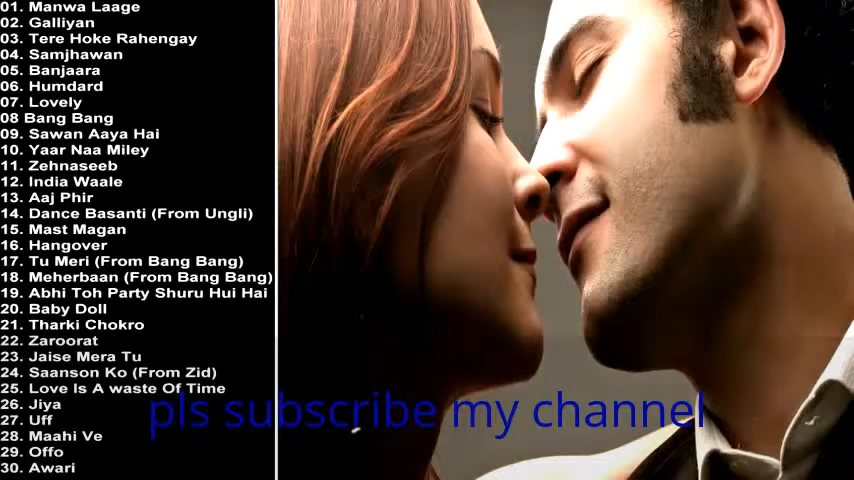 01. Manwa Laage
02. Galliyan
03. Tere Hoke Rahengay
04. Samjhawan
05. Banjaara
06. Humdard
07. Lovely
08 Bang Bang
09. Sawan Aaya Hai
10. Yaar Naa Miley
11. Zehnaseeb
12. India Waale
13. Aaj Phir
14. Dance Basanti (From Ungli)
15. Mast Magan
16. Hangover
17. Tu Meri (From Bang Bang)
18. Meherbaan (From Bang Bang)
19. Abhi Toh Party Shuru Hui Hai
20. Baby Doll
21. Tharki Chokro
22. Zaroorat
23. Jaise Mera Tu
24. Saanson Ko (From Zid)
25. Love Is A waste Of Time
26. Jiya
27. Uff
28. Maahi Ve
29. Offo
30. Awari
pls subscribe my channel